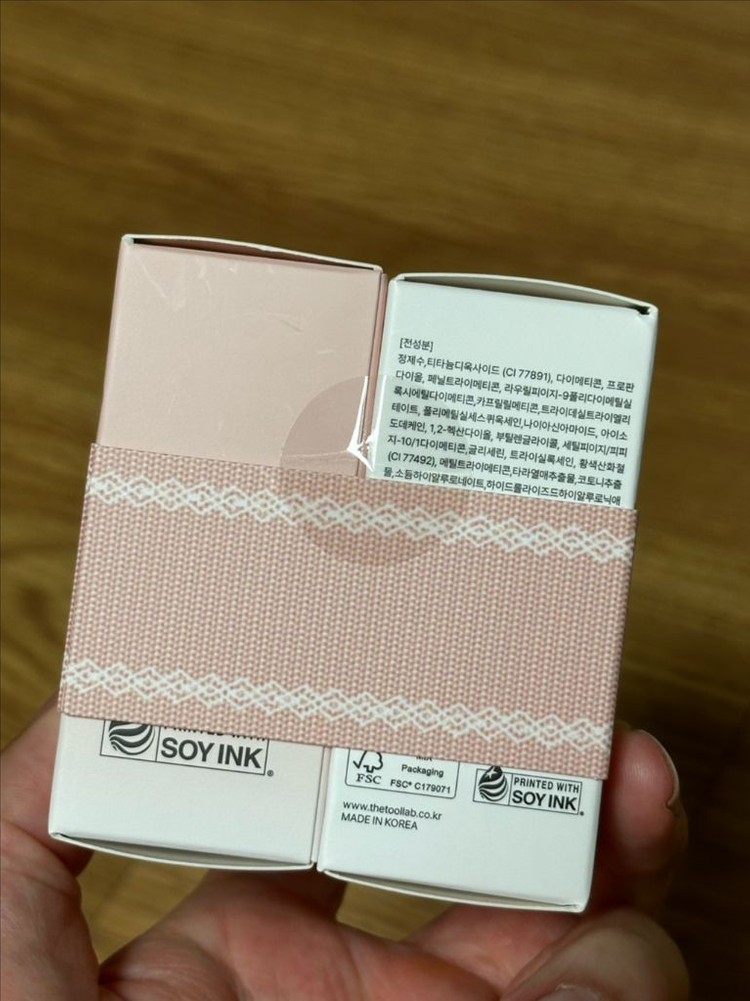 [전성분]
정제수,티타늄디옥사이드 (CI 77891), 다이메티콘, 프로판
다이올, 페닐트라이메티콘, 라우릴피이지-9폴리다이메틸실
록시에틸다이메티콘,카프릴릴메티콘,트라이데실트라이멜리
테이트, 폴리메틸실세스퀴옥세인,나이아신아마이드, 아이소
도데케인, 1,2-헥산다이올, 부틸렌글라이콜, 세틸피이지/피피
지-10/1다이메티콘,글리세린, 트라이실록세인, 황색산화철
(CI 77492), 메틸트라이메티콘,타라열매추출물,코토니추출
물,소듐하이알루로네이트,하이드롤라이즈드하이알루로닉애
PRINTED WITH
SOY INK
MIX
Packaging
FSC
FSC® C179071
PRINTED WITH
SOY INK
www.thetoollab.co.kr
MADE IN KOREA